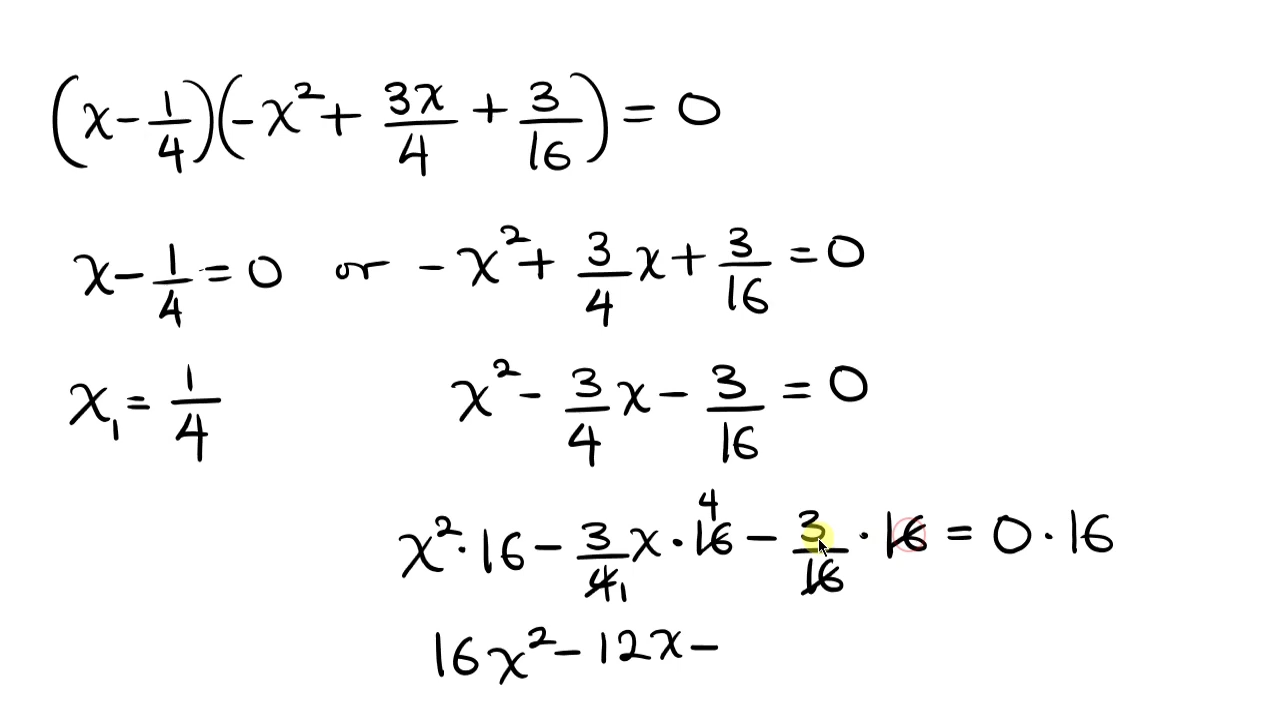 (x - 1/4)(-x² + 3x/4 + 3/16) = 0
x - 1/4 = 0 or -x² + 3/4 x + 3/16 = 0
x₁ = 1/4 x² - 3/4 x - 3/16 = 0
x² · 16 - 3/4 1 x · 16 4 - 3/16 · 16 = 0 · 16
16x² - 12x -